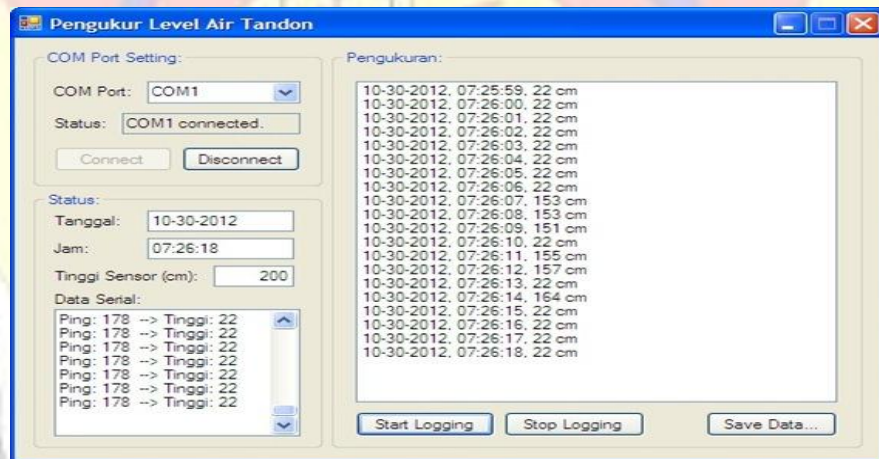 Pengukur Level Air Tandon
COM Port Setting:
COM Port: COM1
Status: COM1 connected.
Connect Disconnect
Status:
Tanggal: 10-30-2012
Jam: 07:26:18
Tinggi Sensor (cm): 200
Data Serial:
Ping: 178 --> Tinggi: 22
Ping: 178 --> Tinggi: 22
Ping: 178 --> Tinggi: 22
Ping: 178 --> Tinggi: 22
Ping: 178 --> Tinggi: 22
Ping: 178 --> Tinggi: 22
Ping: 178 --> Tinggi: 22
Pengukuran:
10-30-2012, 07:25:59, 22 cm
10-30-2012, 07:26:00, 22 cm
10-30-2012, 07:26:01, 22 cm
10-30-2012, 07:26:02, 22 cm
10-30-2012, 07:26:03, 22 cm
10-30-2012, 07:26:04, 22 cm
10-30-2012, 07:26:05, 22 cm
10-30-2012, 07:26:06, 22 cm
10-30-2012, 07:26:07, 153 cm
10-30-2012, 07:26:08, 153 cm
10-30-2012, 07:26:09, 151 cm
10-30-2012, 07:26:10, 22 cm
10-30-2012, 07:26:11, 155 cm
10-30-2012, 07:26:12, 157 cm
10-30-2012, 07:26:13, 22 cm
10-30-2012, 07:26:14, 164 cm
10-30-2012, 07:26:15, 22 cm
10-30-2012, 07:26:16, 22 cm
10-30-2012, 07:26:17, 22 cm
10-30-2012, 07:26:18, 22 cm
Start Logging Stop Logging Save Data...